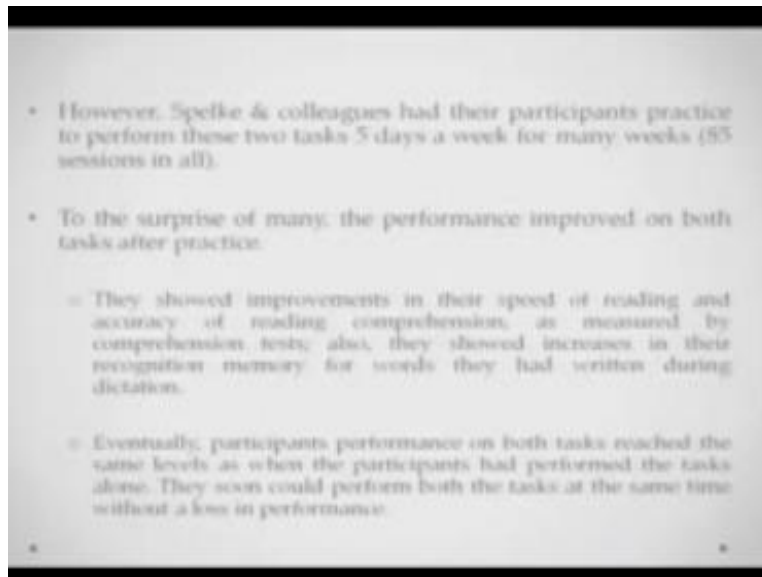 However, Spelke & colleagues had their participants practice
to perform these two tasks 5 days a week for many weeks (85
sessions in all).
To the surprise of many, the performance improved on both
tasks after practice.
They showed improvements in their speed of reading and
accuracy of reading comprehension, as measured by
comprehension tests; also, they showed increases in their
recognition memory for words they had written during
dictation.
Eventually, participants performance on both tasks reached the
same levels as when the participants had performed the tasks
alone. They soon could perform both the tasks at the same time
without a loss in performance.